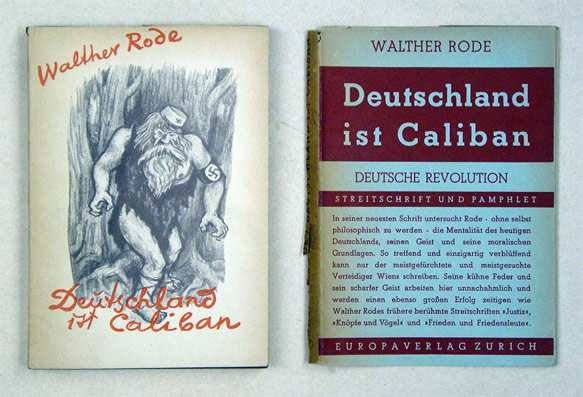 Walther Rode
Deutschland
ist Caliban
WALTHER RODE
Deutschland
ist Caliban
DEUTSCHE REVOLUTION
STREITSCHRIFT UND PAMPHLET
In seiner neuesten Schrift untersucht Rode - ohne selbst
philosophisch zu werden - die Mentalität des heutigen
Deutschlands, seinen Geist und seine moralischen
Grundlagen. So treffend und einzigartig verblüffend
kann nur der meistgefürchtete und meistgesuchte
Verteidiger Wiens schreiben. Seine kühne Feder und
sein scharfer Geist arbeiten hier unnachahmlich und
werden einen ebenso großen Erfolg zeitigen wie
Walther Rodes frühere berühmte Streitschriften »Justiz«,
»Knöpfe und Vögel« und »Frieden und Friedensleute«.
EUROPAVERLAG ZURICH